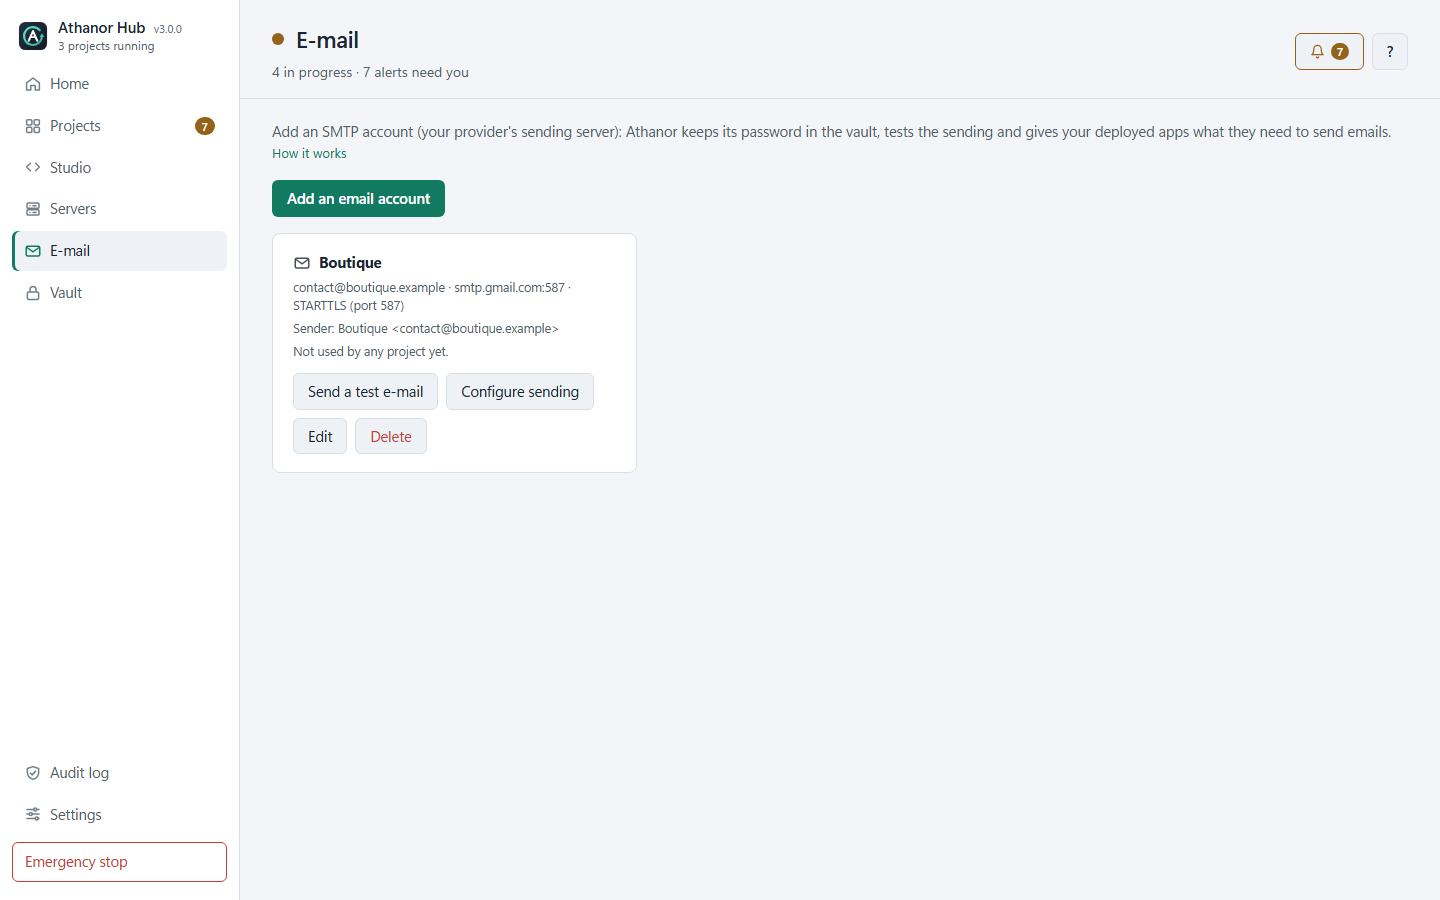 Athanor Hub v3.0.0
3 projects running
Home
Projects 7
Studio
Servers
E-mail
Vault
Audit log
Settings
Emergency stop
E-mail
4 in progress · 7 alerts need you
7
?
Add an SMTP account (your provider's sending server): Athanor keeps its password in the vault, tests the sending and gives your deployed apps what they need to send emails.
How it works
Add an email account
Boutique
contact@boutique.example · smtp.gmail.com:587 ·
STARTTLS (port 587)
Sender: Boutique <contact@boutique.example>
Not used by any project yet.
Send a test e-mail
Configure sending
Edit
Delete